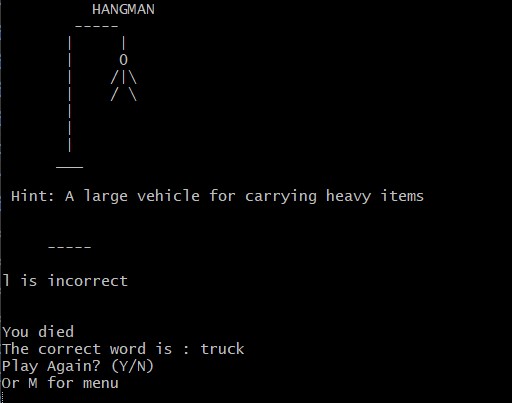 HANGMAN
-----
|     |
|     O
|    /|\
|    / \
|
|
|
___
Hint: A large vehicle for carrying heavy items
-----
l is incorrect
You died
The correct word is : truck
Play Again? (Y/N)
Or M for menu